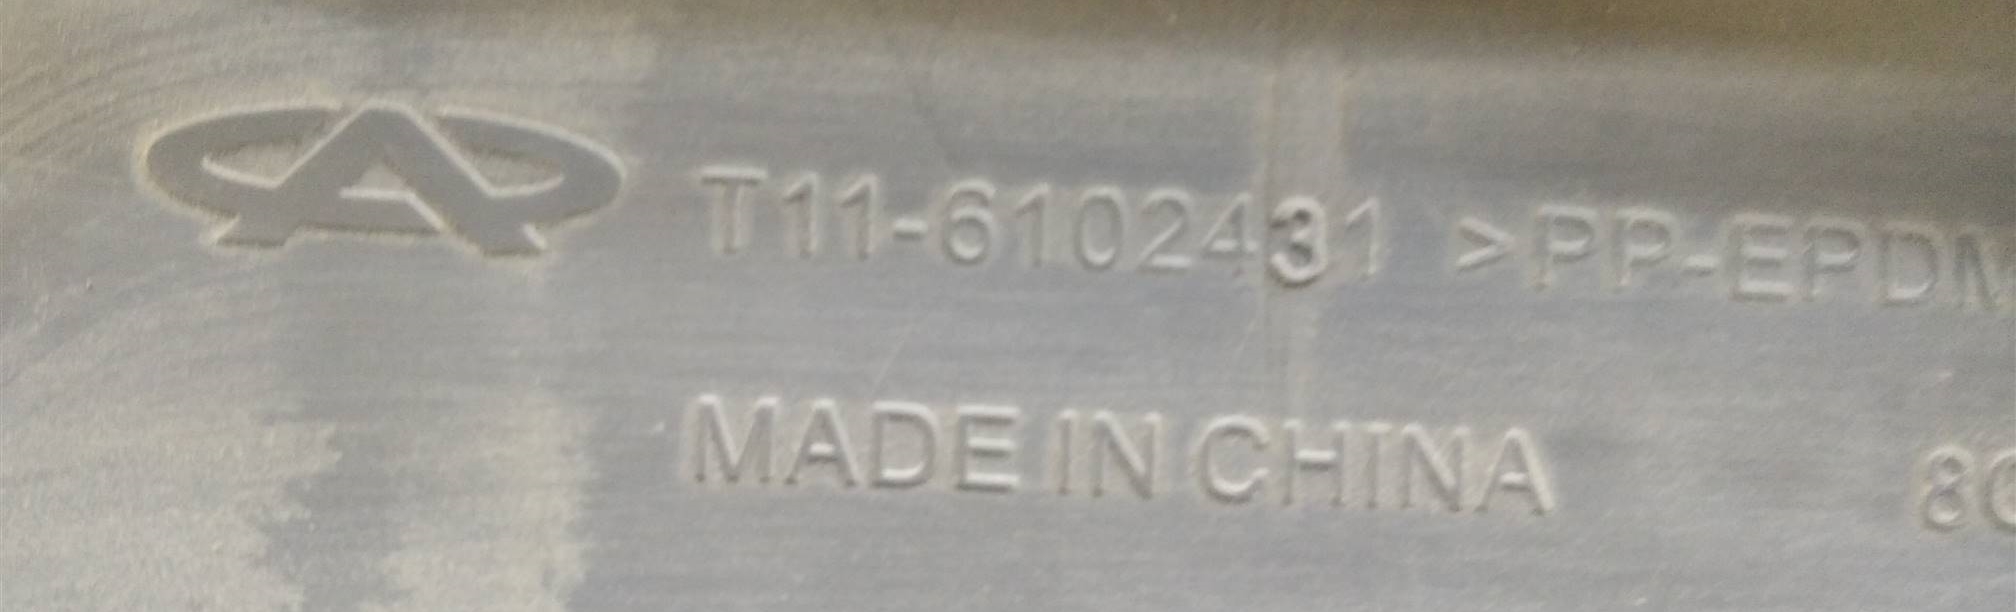 T11-6102431 >PP-EPDM
MADE IN CHINA